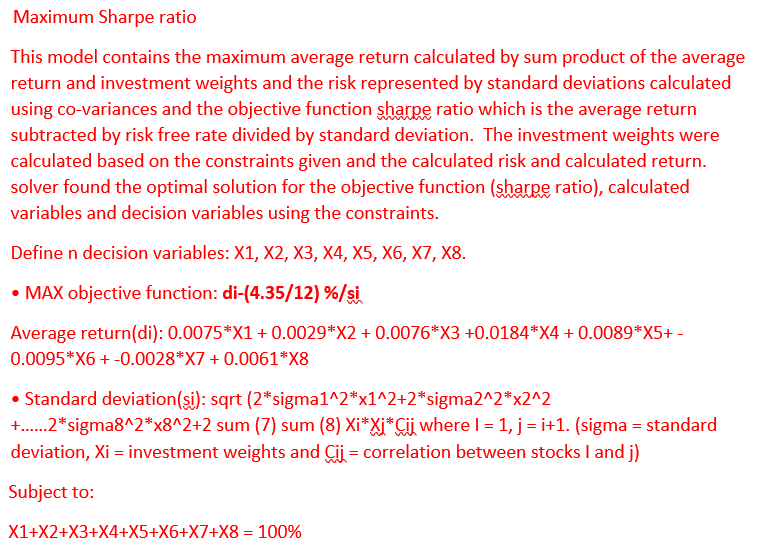 Maximum Sharpe ratio
This model contains the maximum average return calculated by sum product of the average
return and investment weights and the risk represented by standard deviations calculated
using co-variances and the objective function sharpe ratio which is the average return
subtracted by risk free rate divided by standard deviation.  The investment weights were
calculated based on the constraints given and the calculated risk and calculated return.
solver found the optimal solution for the objective function (sharpe ratio), calculated
variables and decision variables using the constraints.
Define n decision variables: X1, X2, X3, X4, X5, X6, X7, X8.
• MAX objective function: di-(4.35/12) %/si
Average return(di): 0.0075*X1 + 0.0029*X2 + 0.0076*X3 +0.0184*X4 + 0.0089*X5+ -
0.0095*X6 + -0.0028*X7 + 0.0061*X8
• Standard deviation(si): sqrt (2*sigma1^2*x1^2+2*sigma2^2*x2^2
+......2*sigma8^2*x8^2+2 sum (7) sum (8) Xi*Xj*Cij where I = 1, j = i+1. (sigma = standard
deviation, Xi = investment weights and Cij = correlation between stocks I and j)
Subject to:
X1+X2+X3+X4+X5+X6+X7+X8 = 100%